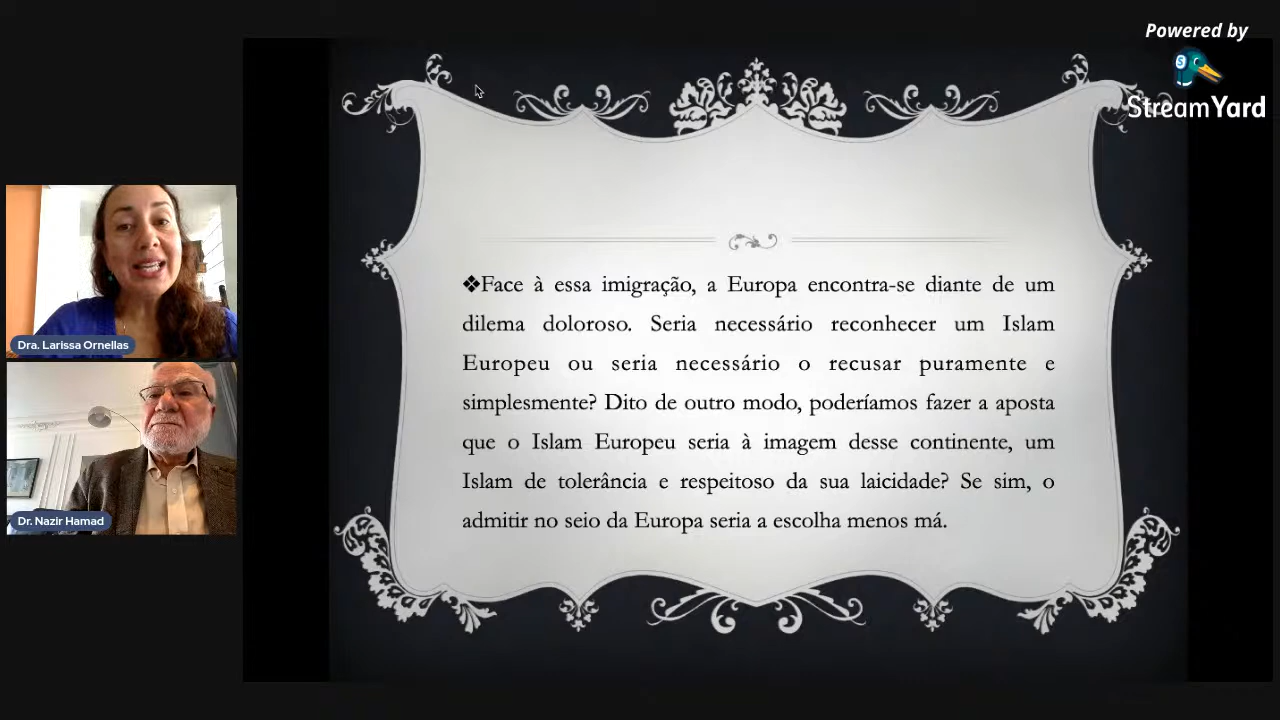 Powered by
StreamYard
Dra. Larissa Ornellas
Dr. Nazir Hamad
❖Face à essa imigração, a Europa encontra-se diante de um
dilema doloroso. Seria necessário reconhecer um Islam
Europeu ou seria necessário o recusar puramente e
simplesmente? Dito de outro modo, poderíamos fazer a aposta
que o Islam Europeu seria à imagem desse continente, um
Islam de tolerância e respeitoso da sua laicidade? Se sim, o
admitir no seio da Europa seria a escolha menos má.